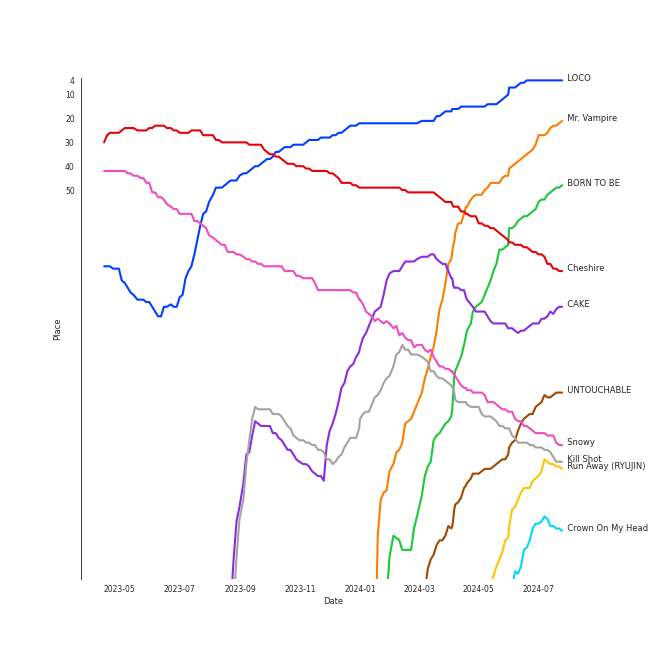 LOCO
4
10
Mr. Vampire
20
30
40
BORN TO BE
50
Cheshire
CAKE
Place
UNTOUCHABLE
Snowy
Kill Shot
Run Away (RYUJIN)
Crown On My Head
2023-05 2023-07 2023-09 2023-11 2024-01 2024-03 2024-05 2024-07
Date